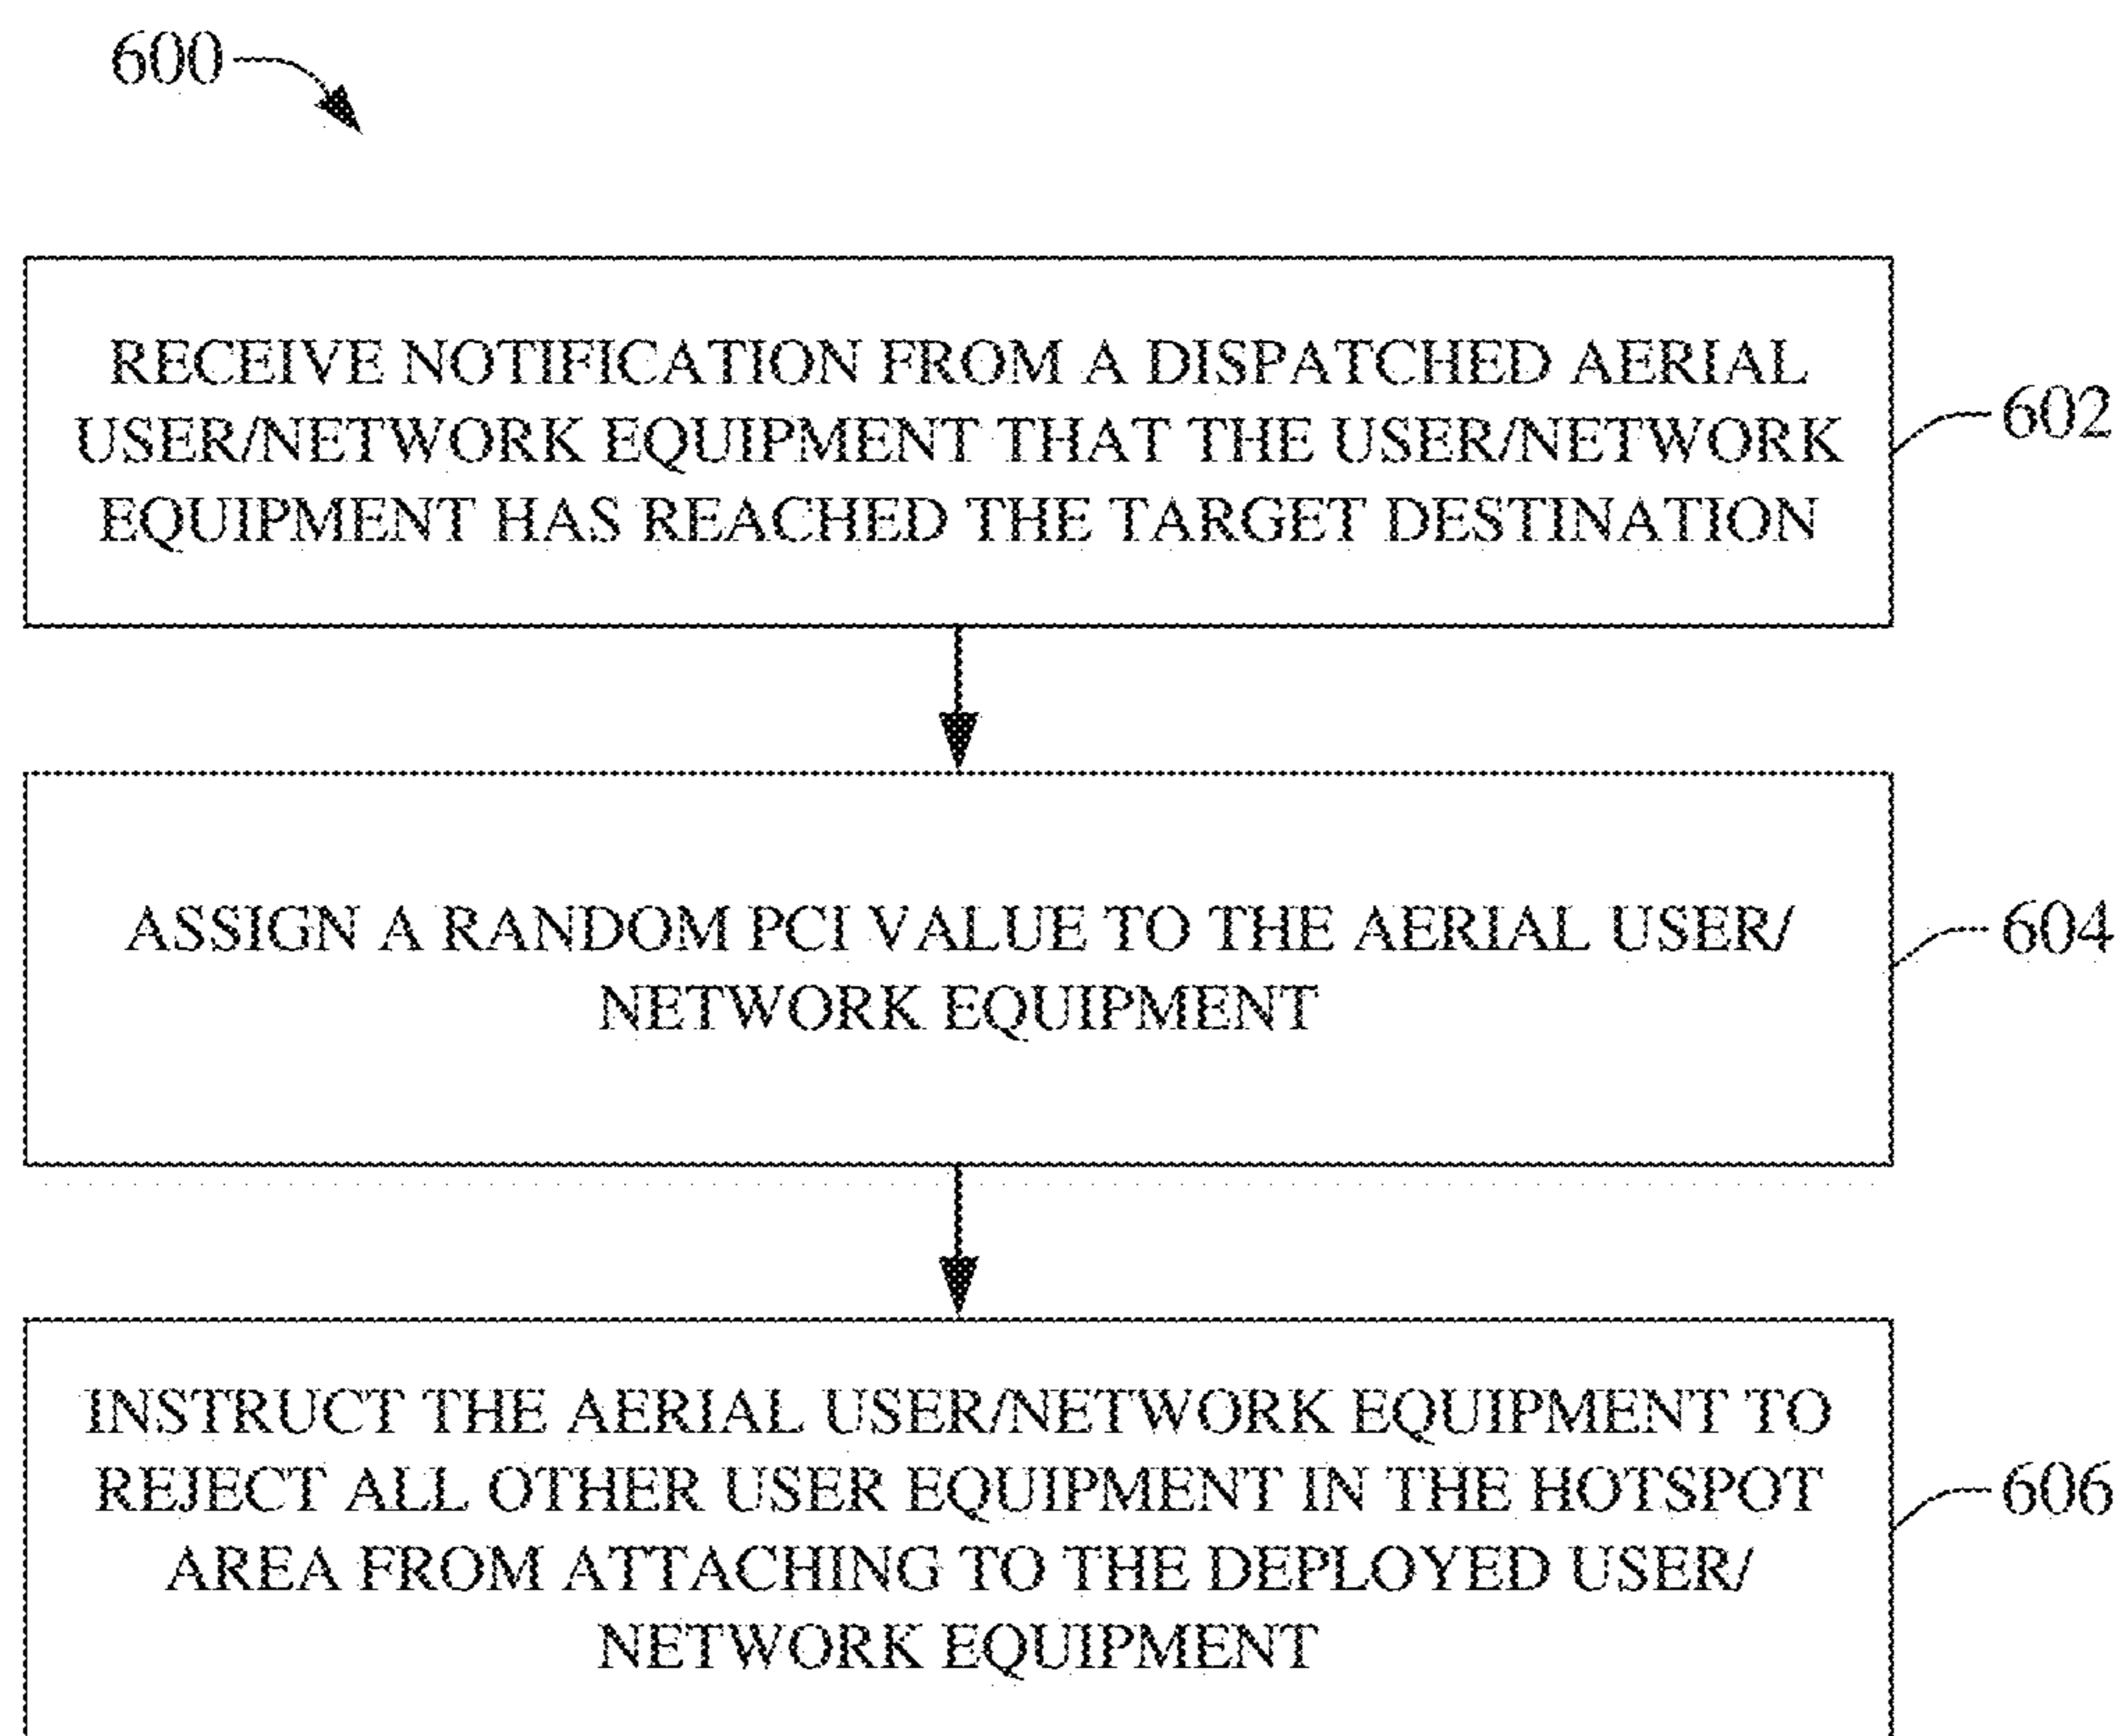 600
RECEIVE NOTIFICATION FROM A DISPATCHED AERIAL
USER/NETWORK EQUIPMENT THAT THE USER/NETWORK
EQUIPMENT HAS REACHED THE TARGET DESTINATION
602
ASSIGN A RANDOM PCI VALUE TO THE AERIAL USER/
NETWORK EQUIPMENT
604
INSTRUCT THE AERIAL USER/NETWORK EQUIPMENT TO
REJECT ALL OTHER USER EQUIPMENT IN THE HOTSPOT
AREA FROM ATTACHING TO THE DEPLOYED USER/
NETWORK EQUIPMENT
606